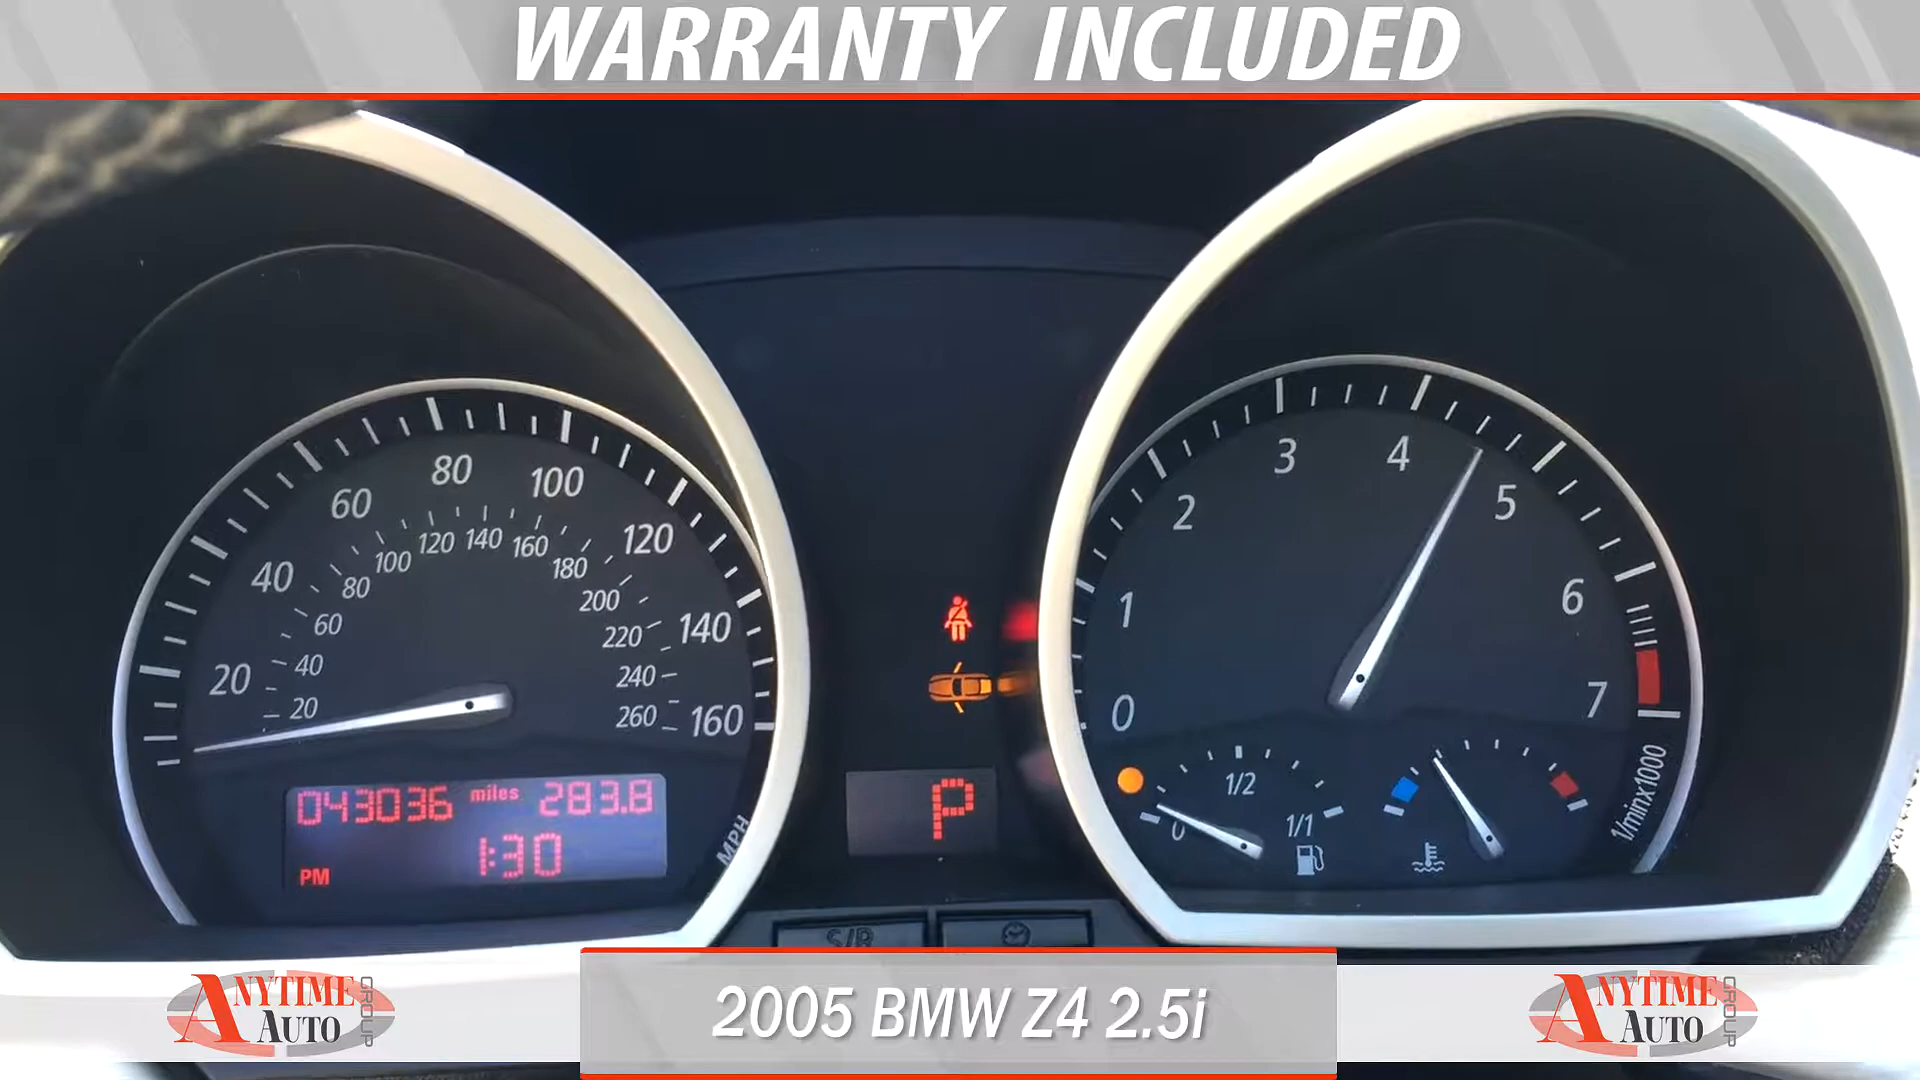 WARRANTY INCLUDED
20 40 60 80 100 120 140 160
20 40 60 80 100 120 140 160 180 200 220 240 260
MPH
043036 miles 283.8
PM 1:30
P
S/R
0 1 2 3 4 5 6 7
1/minx1000
0 1/2 1/1
ANYTIME
AUTO
GROUP
2005 BMW Z4 2.5i
ANYTIME
AUTO
GROUP